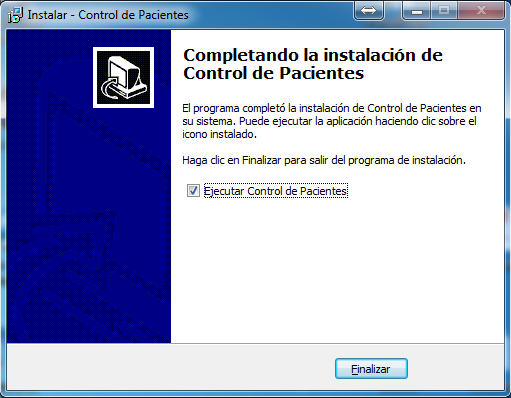 Instalar - Control de Pacientes
Completando la instalación de
Control de Pacientes
El programa completó la instalación de Control de Pacientes en
su sistema. Puede ejecutar la aplicación haciendo clic sobre el
icono instalado.
Haga clic en Finalizar para salir del programa de instalación.
Ejecutar Control de Pacientes
Finalizar